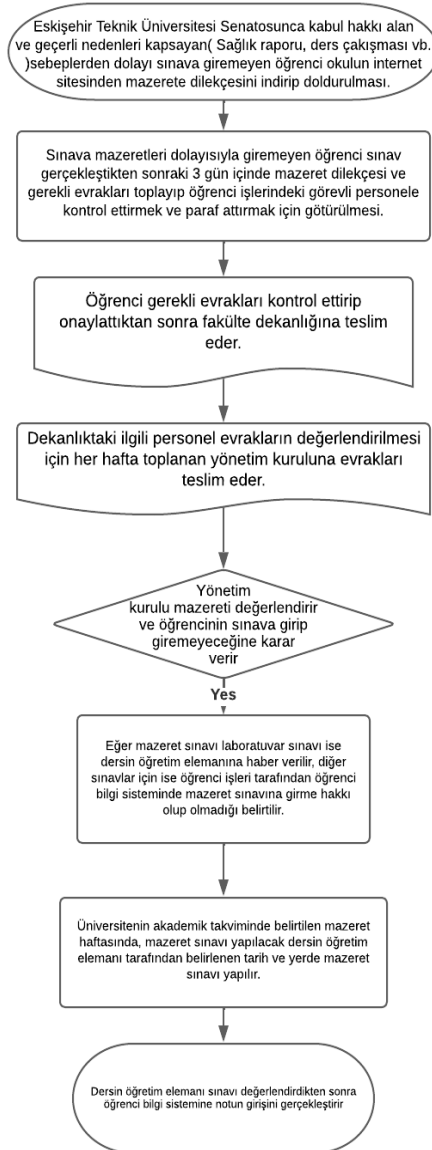 Eskişehir Teknik Üniversitesi Senatosunca kabul hakkı alan
ve geçerli nedenleri kapsayan( Sağlık raporu, ders çakışması vb.
)sebeplerden dolayı sınava giremeyen öğrenci okulun internet
sitesinden mazerete dilekçesini indirip doldurulması.
Sınava mazeretleri dolayısıyla giremeyen öğrenci sınav
gerçekleştikten sonraki 3 gün içinde mazeret dilekçesi ve
gerekli evrakları toplayıp öğrenci işlerindeki görevli personele
kontrol ettirmek ve paraf attırmak için götürülmesi.
Öğrenci gerekli evrakları kontrol ettirip
onaylattıktan sonra fakülte dekanlığına teslim
eder.
Dekanlıktaki ilgili personel evrakların değerlendirilmesi
için her hafta toplanan yönetim kuruluna evrakları
teslim eder.
Yönetim
kurulu mazereti değerlendirir
ve öğrencinin sınava girip
giremeyeceğine karar
verir
Yes
Eğer mazeret sınavı laboratuvar sınavı ise
dersin öğretim elemanına haber verilir, diğer
sınavlar için ise öğrenci işleri tarafından öğrenci
bilgi sisteminde mazeret sınavına girme hakkı
olup olmadığı belirtilir.
Üniversitenin akademik takviminde belirtilen mazeret
haftasında, mazeret sınavı yapılacak dersin öğretim
elemanı tarafından belirlenen tarih ve yerde mazeret
sınavı yapılır.
Dersin öğretim elemanı sınavı değerlendirdikten sonra
öğrenci bilgi sistemine notun girişini gerçekleştirir